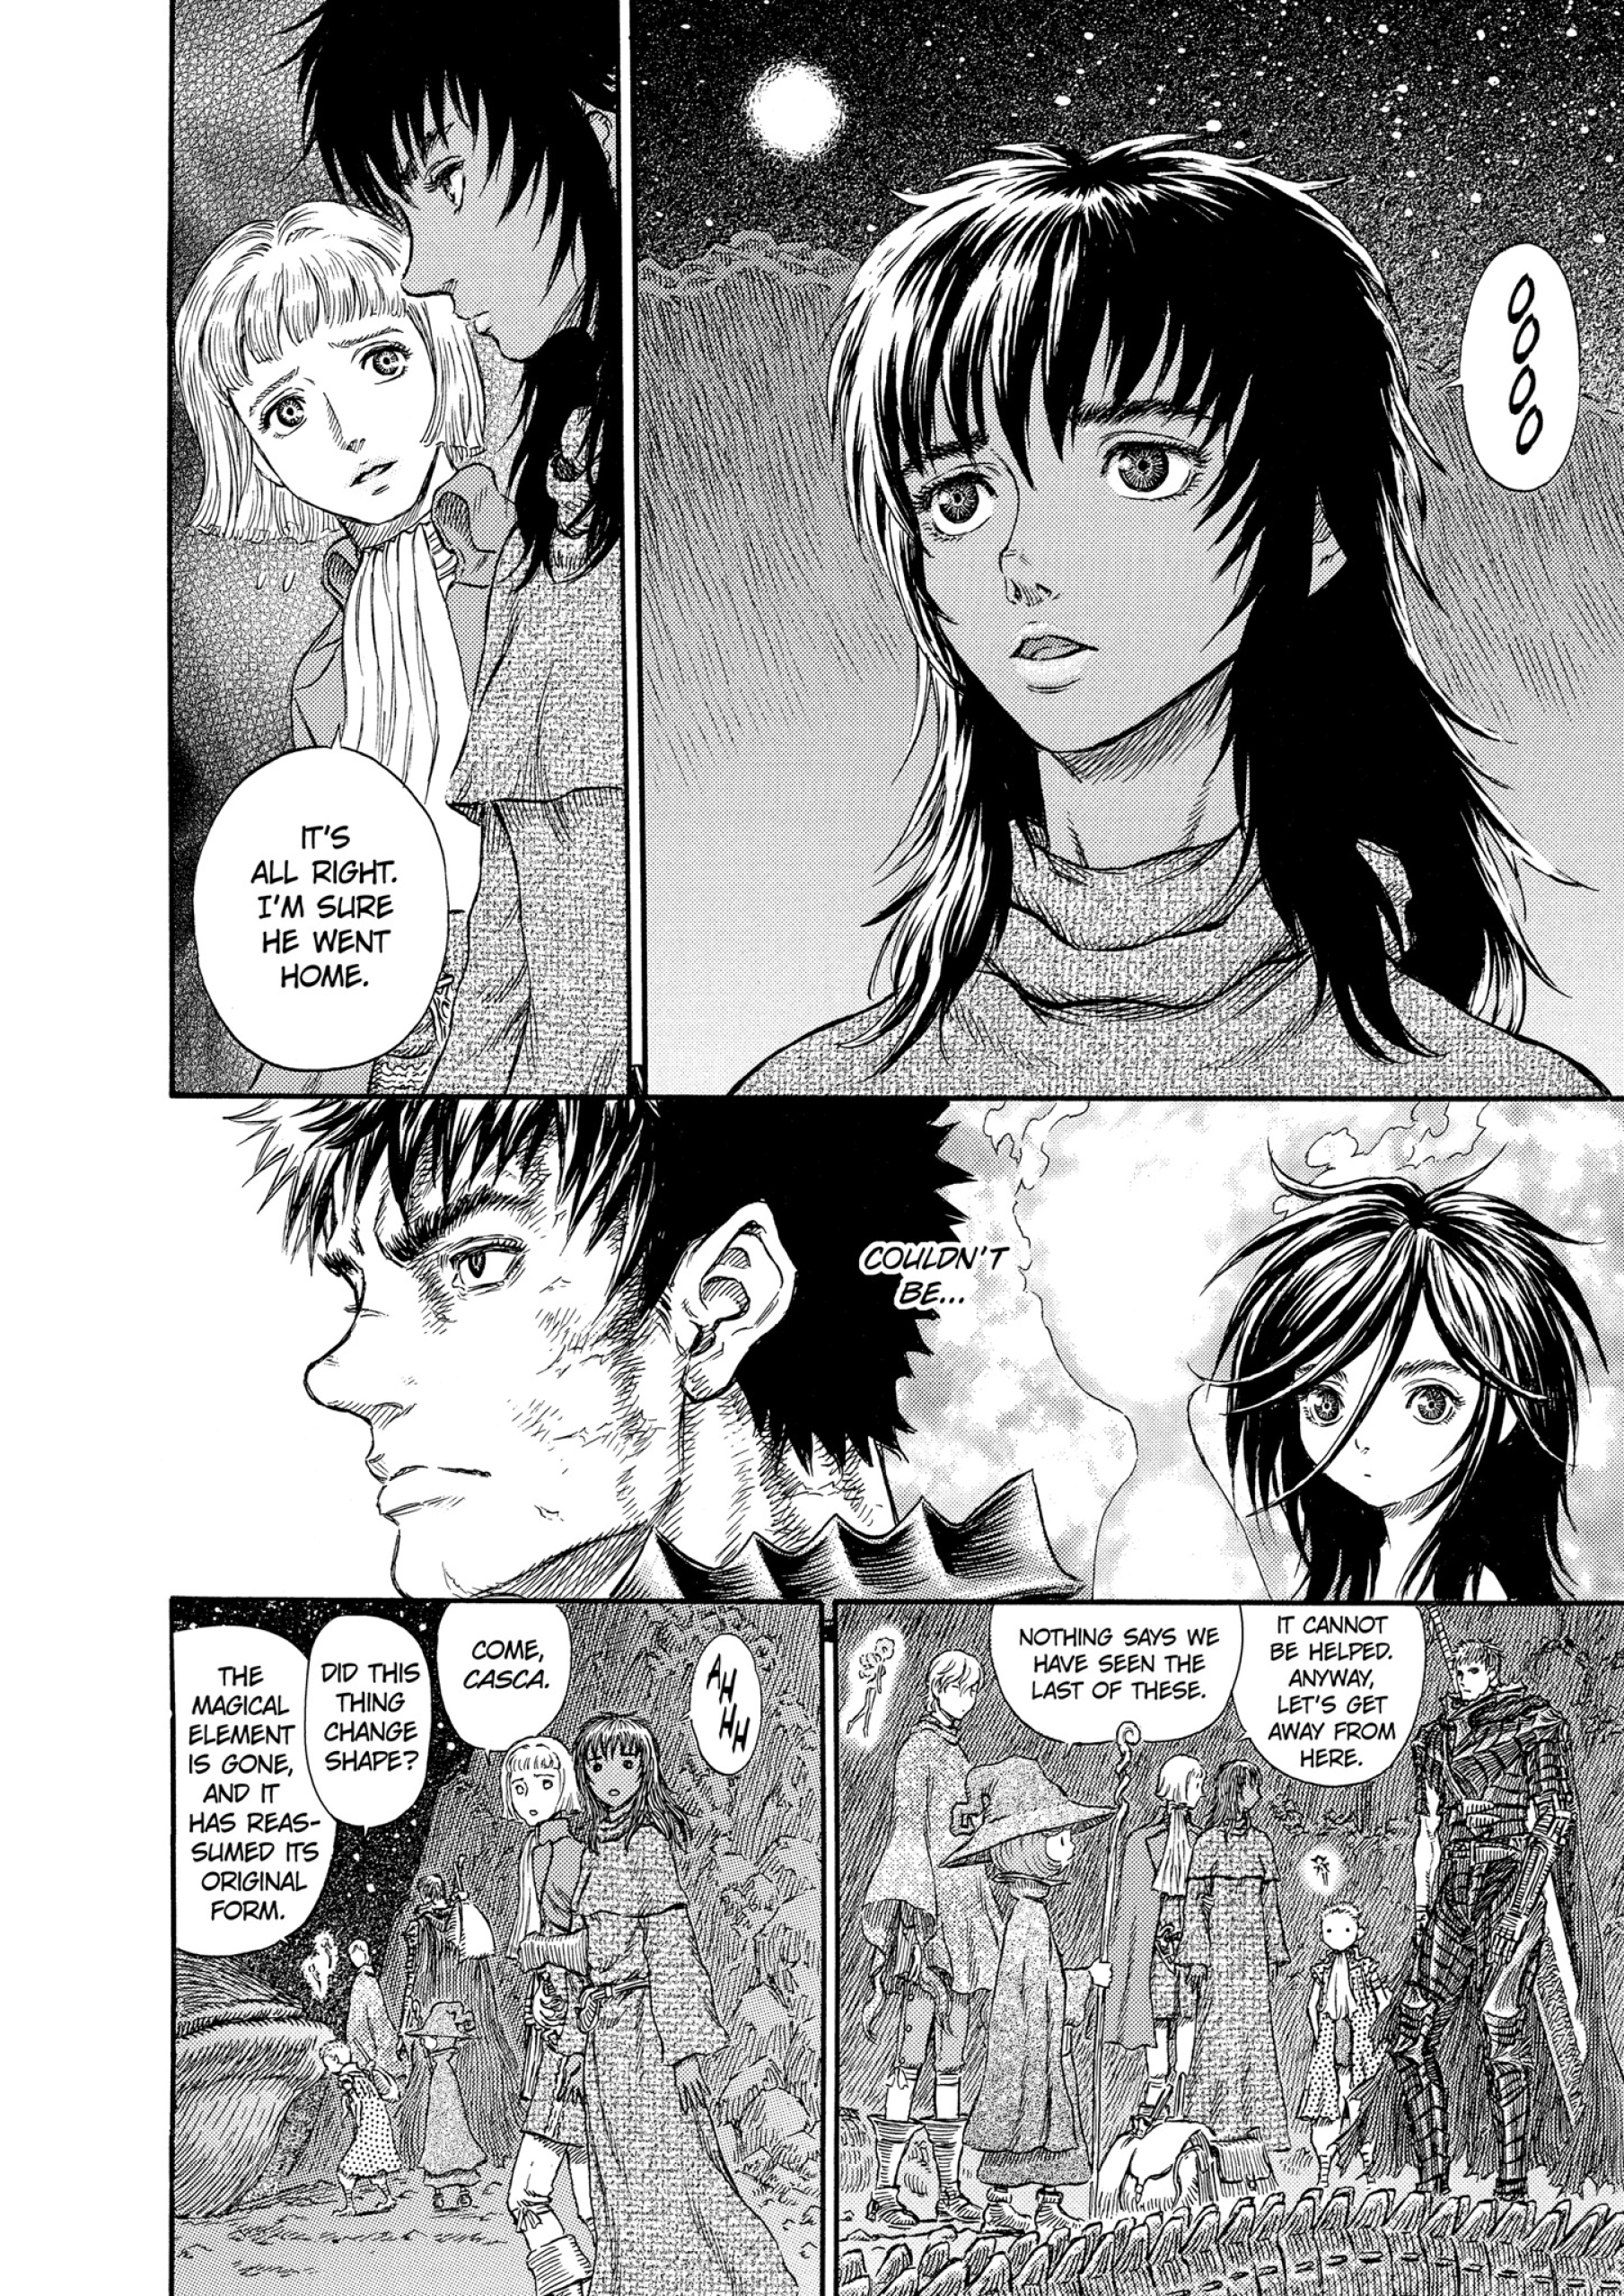 OOOO
IT'S
ALL RIGHT.
I'M SURE
HE WENT
HOME.
COULDN'T
BE...
IT CANNOT
BE HELPED.
ANYWAY,
LET'S GET
AWAY FROM
HERE.
NOTHING SAYS WE
HAVE SEEN THE
LAST OF THESE.
AH
HH
COME,
CASCA.
DID THIS
THING
CHANGE
SHAPE?
THE
MAGICAL
ELEMENT
IS GONE,
AND IT
HAS REAS-
SUMED ITS
ORIGINAL
FORM.